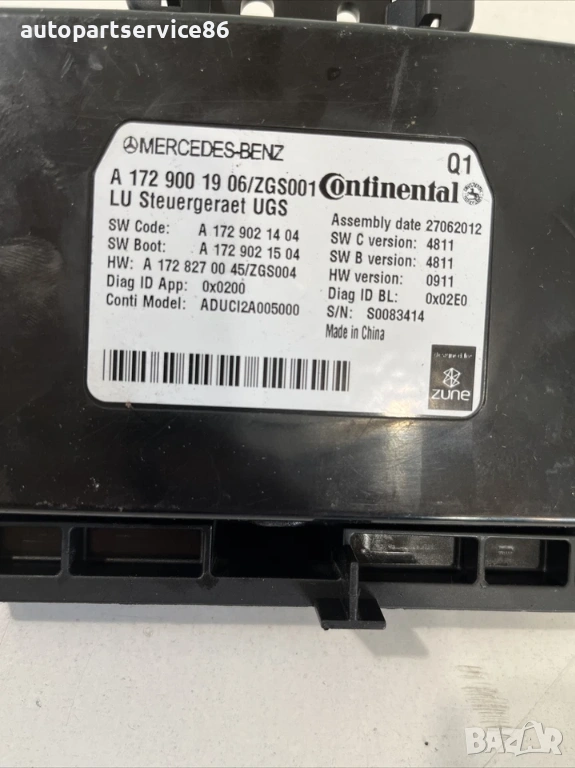 autopartservice86
MERCEDES-BENZ
Q1
A 172 900 19 06/ZGS001
Continental
LU Steuergeraet UGS
Assembly date 27062012
SW Code: A 172 902 14 04
SW C version: 4811
SW Boot: A 172 902 15 04
SW B version: 4811
HW: A 172 827 00 45/ZGS004
HW version: 0911
Diag ID App: 0x0200
Diag ID BL: 0x02E0
Conti Model: ADUCI2A005000
S/N: S0083414
Made in China
zune
bazar